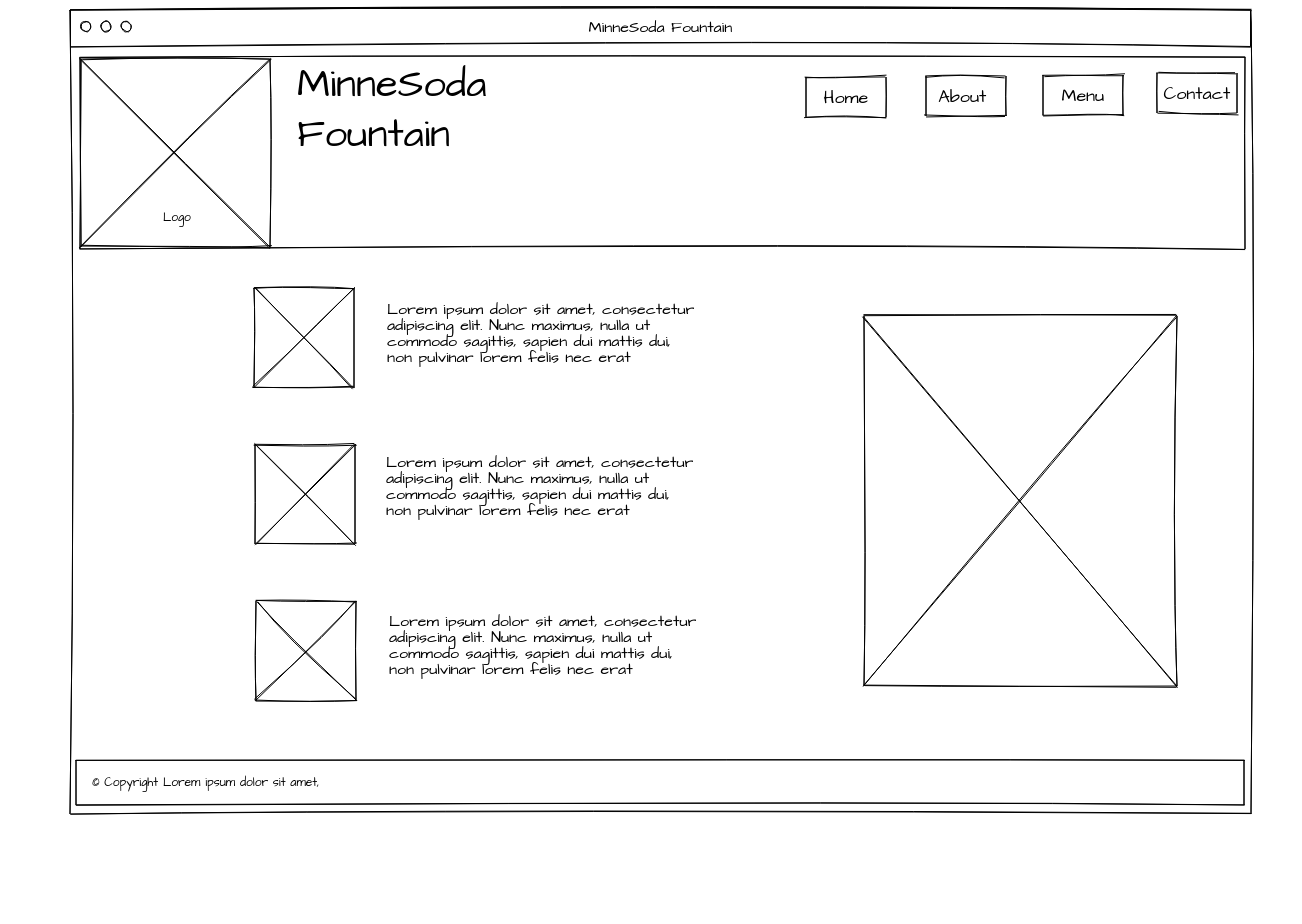 MinneSoda Fountain
MinneSoda
Fountain
Home
About
Menu
Contact
Logo
Lorem ipsum dolor sit amet, consectetur
adipiscing elit. Nunc maximus, nulla ut
commodo sagittis, sapien dui mattis dui,
non pulvinar lorem felis nec erat
Lorem ipsum dolor sit amet, consectetur
adipiscing elit. Nunc maximus, nulla ut
commodo sagittis, sapien dui mattis dui,
non pulvinar lorem felis nec erat
Lorem ipsum dolor sit amet, consectetur
adipiscing elit. Nunc maximus, nulla ut
commodo sagittis, sapien dui mattis dui,
non pulvinar lorem felis nec erat
© Copyright Lorem ipsum dolor sit amet,